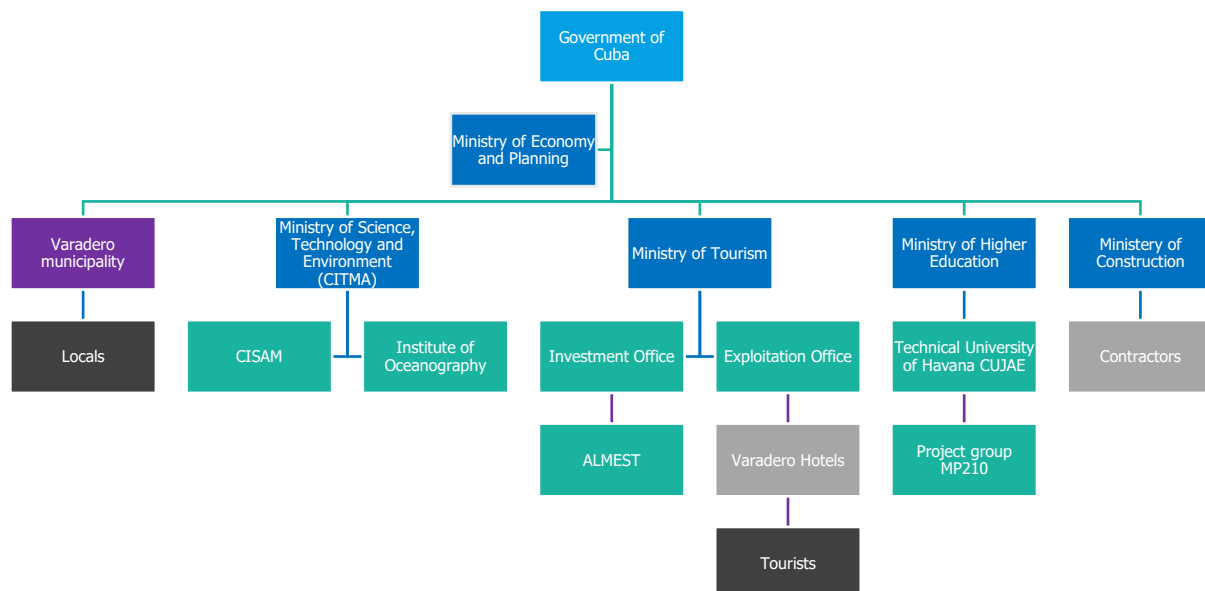 Government of
Cuba
Ministry of Economy
and Planning
Varadero
municipality
Ministry of Science,
Technology and
Environment
(CITMA)
Ministry of Tourism
Ministry of Higher
Education
Ministery of
Construction
Locals
CISAM
Institute of
Oceanography
Investment Office
Exploitation Office
Technical University
of Havana CUJAE
Contractors
ALMEST
Varadero Hotels
Project group
MP210
Tourists